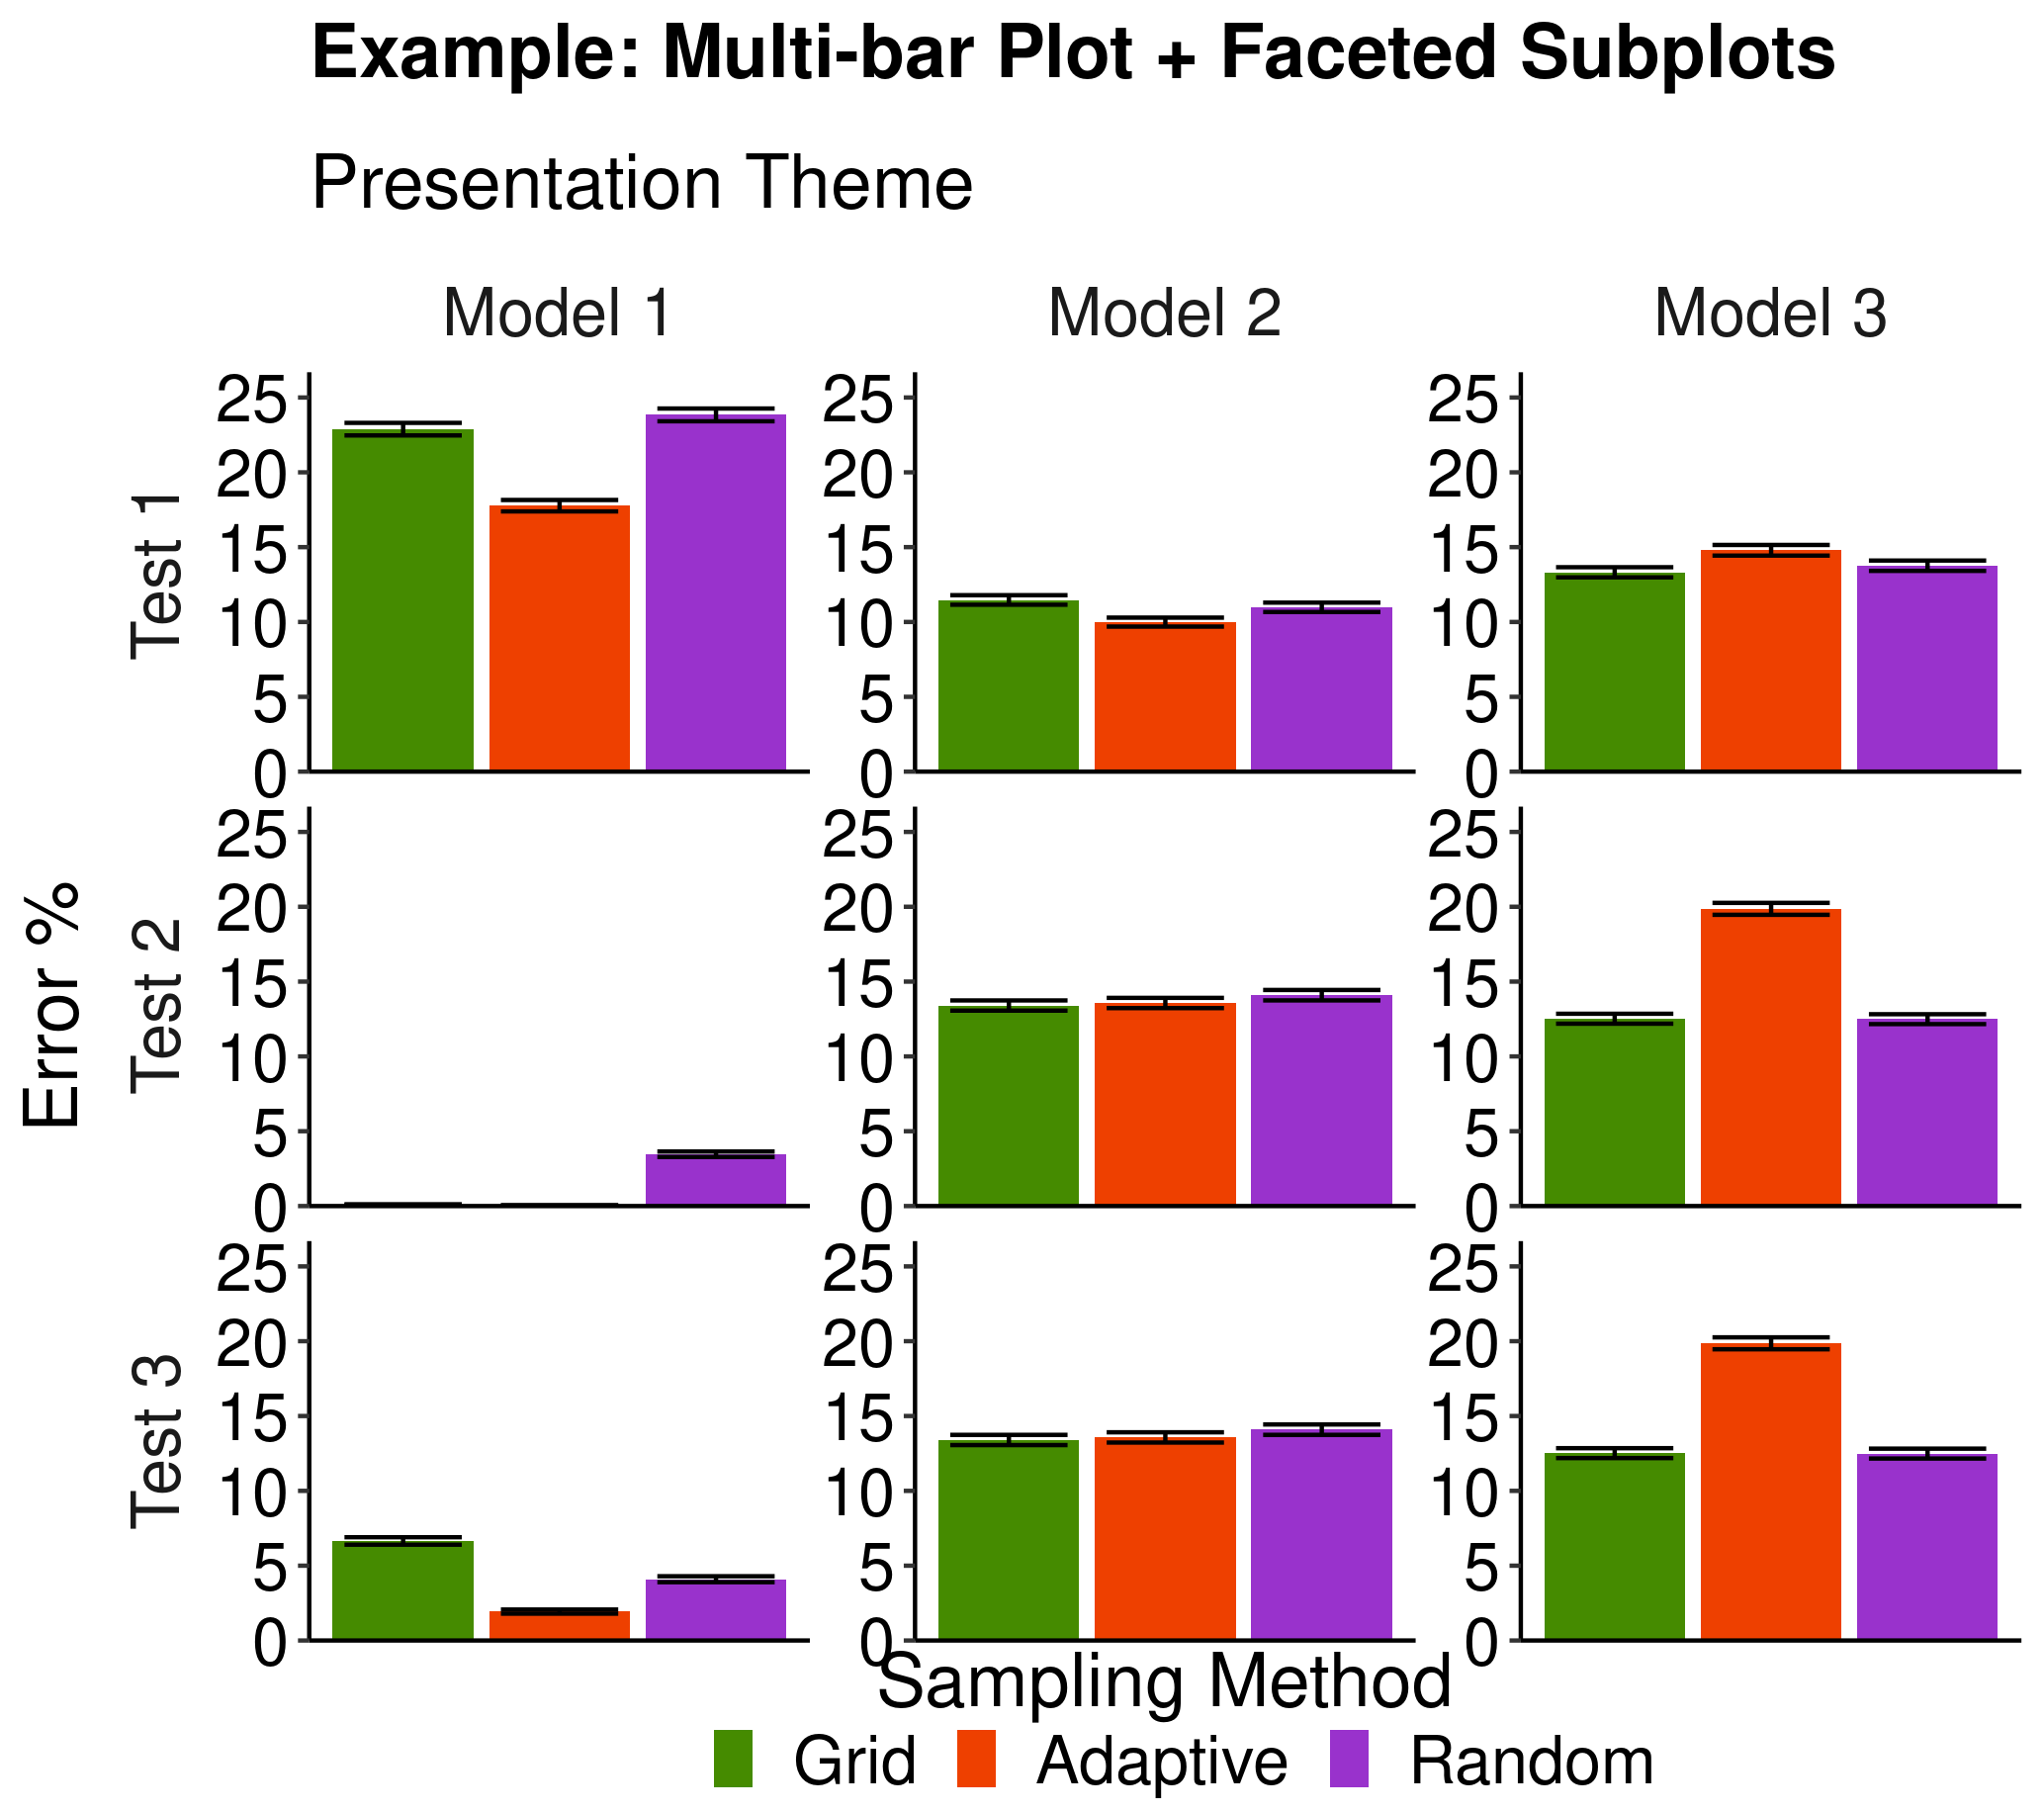 Example: Multi-bar Plot + Faceted Subplots
Presentation Theme
Model 1 Model 2 Model 3
Error %
Test 1
25 25 25
20 20 20
15 15 15
10 10 10
5 5 5
0 0 0
Test 2
25 25 25
20 20 20
15 15 15
10 10 10
5 5 5
0 0 0
Test 3
25 25 25
20 20 20
15 15 15
10 10 10
5 5 5
0 0 0
Sampling Method
Grid Adaptive Random